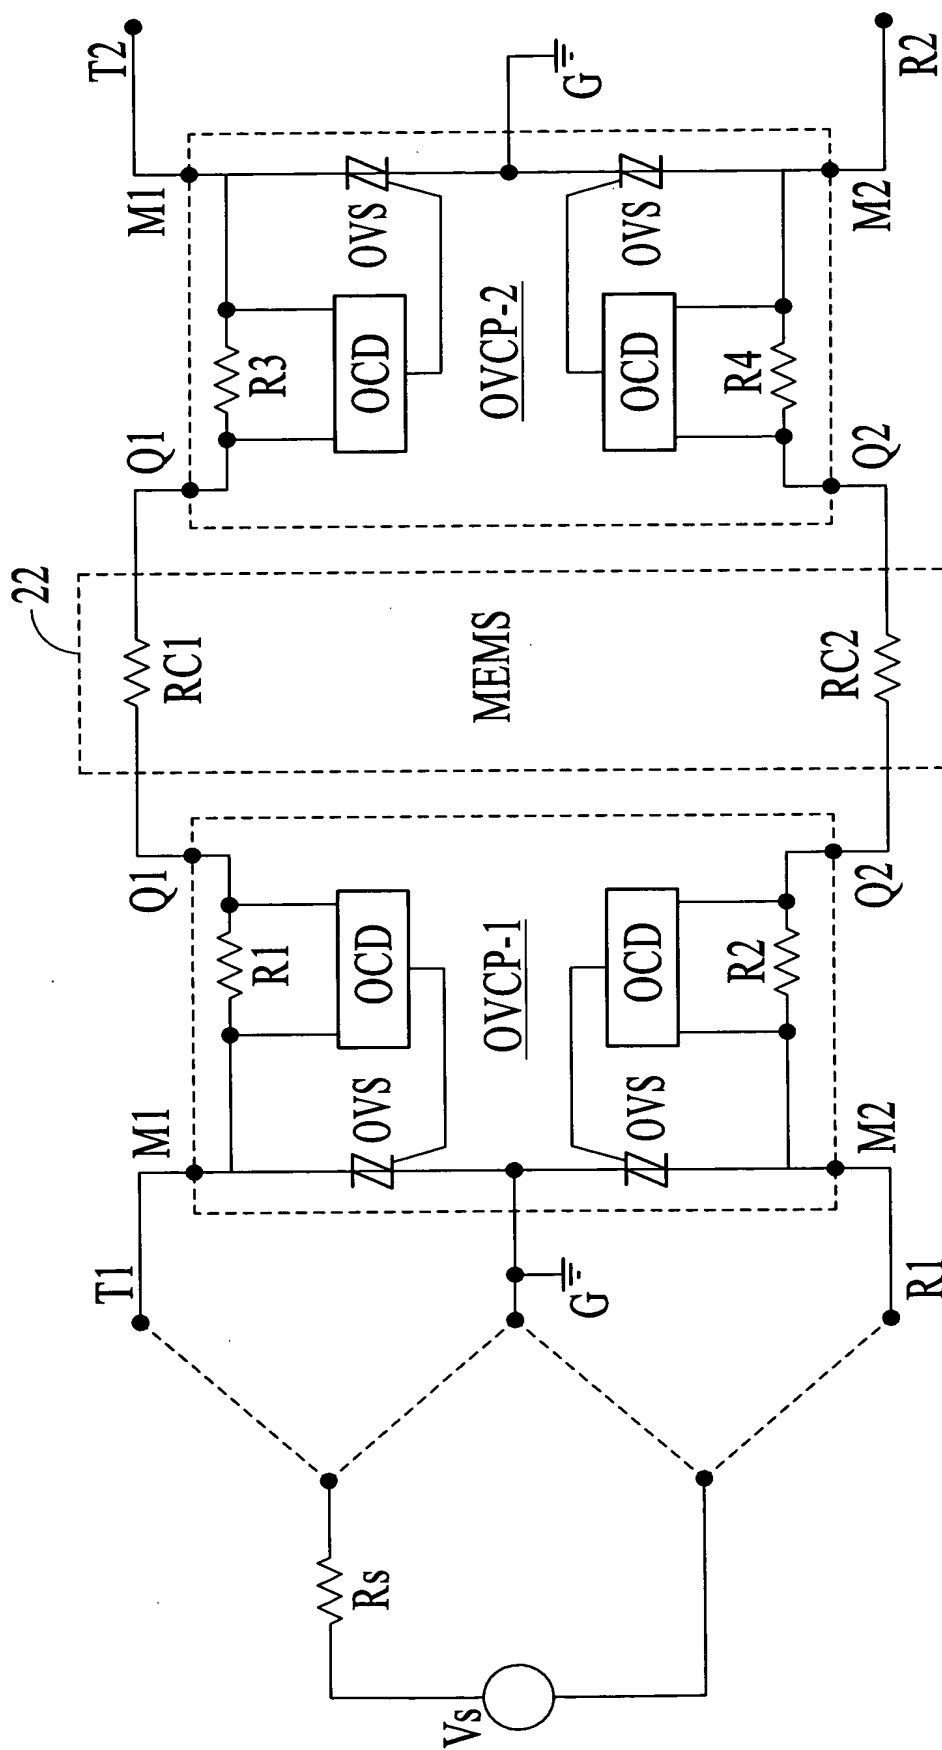 T1
M1
Q1
22
RC1
Q1
M1
T2
R1
R3
OCD
OVS
OCD
OVS
Rs
Vs
G
OVCP-1
MEMS
OVCP-2
G
OVS
OCD
OCD
OVS
R2
R4
R1
M2
Q2
RC2
Q2
M2
R2